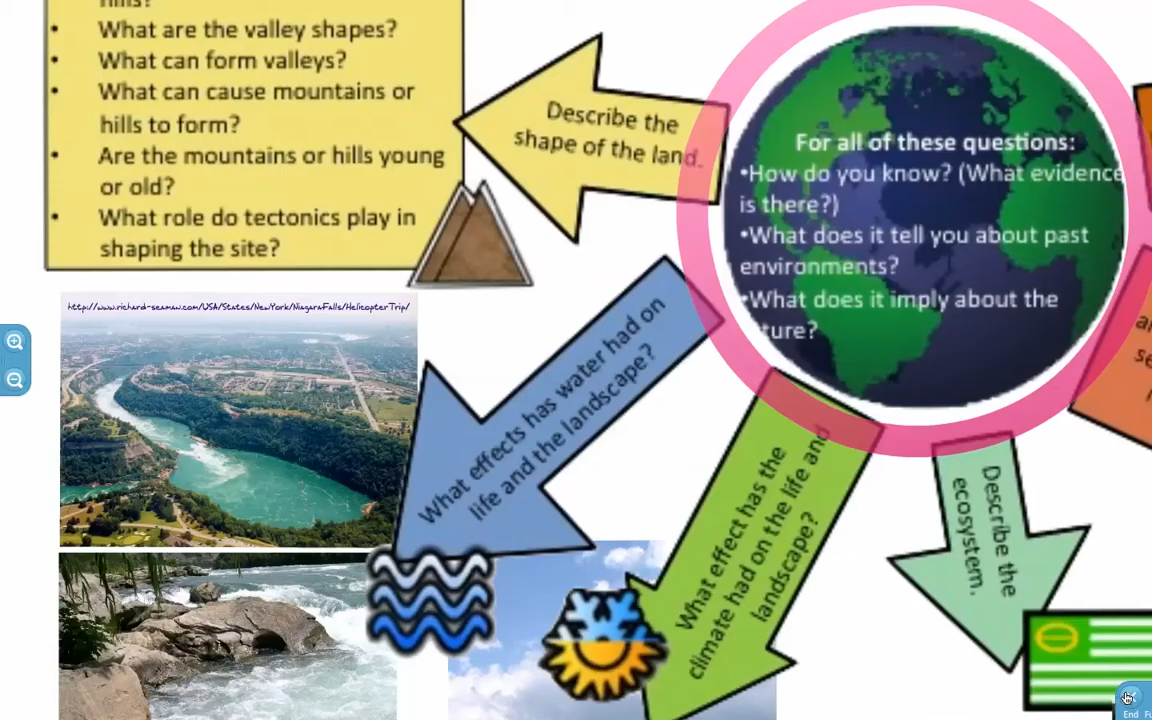 hills?
• What are the valley shapes?
• What can form valleys?
• What can cause mountains or
hills to form?
• Are the mountains or hills young
or old?
• What role do tectonics play in
shaping the site?
Describe the
shape of the land.
For all of these questions:
•How do you know? (What evidence
is there?)
•What does it tell you about past
environments?
•What does it imply about the
ture?
http://www.richard-seaman.com/USA/States/NewYork/NiagaraFalls/HelicopterTrip/
What effects has water had on
life and the landscape?
What effect has the
climate had on the life and
landscape?
Describe the
ecosystem.
End